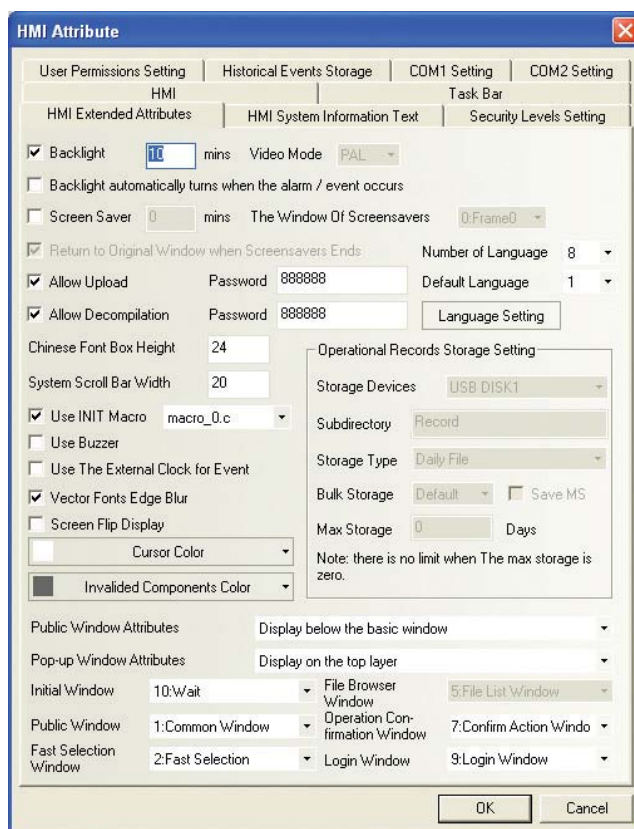 HMI Attribute
User Permissions Setting Historical Events Storage COM1 Setting COM2 Setting
HMI Task Bar
HMI Extended Attributes HMI System Information Text Security Levels Setting
Backlight 10 mins Video Mode PAL
Backlight automatically turns when the alarm / event occurs
Screen Saver 0 mins The Window Of Screensavers 0:Frame0
Return to Original Window when Screensavers Ends Number of Language 8
Allow Upload Password 888888 Default Language 1
Allow Decompilation Password 888888 Language Setting
Chinese Font Box Height 24
System Scroll Bar Width 20
Use INIT Macro macro_0.c
Use Buzzer
Use The External Clock for Event
Vector Fonts Edge Blur
Screen Flip Display
Cursor Color
Invalided Components Color
Operational Records Storage Setting
Storage Devices USB DISK1
Subdirectory Record
Storage Type Daily File
Bulk Storage Default Save MS
Max Storage 0 Days
Note: there is no limit when The max storage is
zero.
Public Window Attributes Display below the basic window
Pop-up Window Attributes Display on the top layer
Initial Window 10:Wait
File Browser
Window
5:File List Window
Public Window 1:Common Window
Operation Con-
firmation Window
7:Confirm Action Windo
Fast Selection
Window
2:Fast Selection
Login Window 9:Login Window
OK Cancel